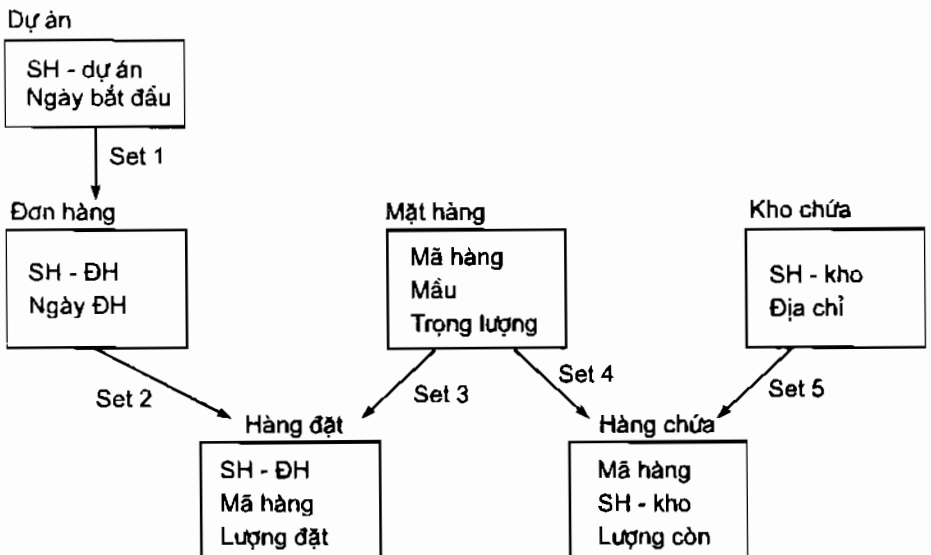 Dự án
SH - dự án
Ngày bắt đẩu
Set 1
Đơn hàng
SH - ĐH
Ngày ĐH
Mặt hàng
Mã hàng
Mầu
Trọng lượng
Kho chứa
SH - kho
Địa chỉ
Set 2
Set 3
Set 4
Set 5
Hàng đặt
SH - ĐH
Mã hàng
Lượng đặt
Hàng chứa
Mã hàng
SH - kho
Lượng còn